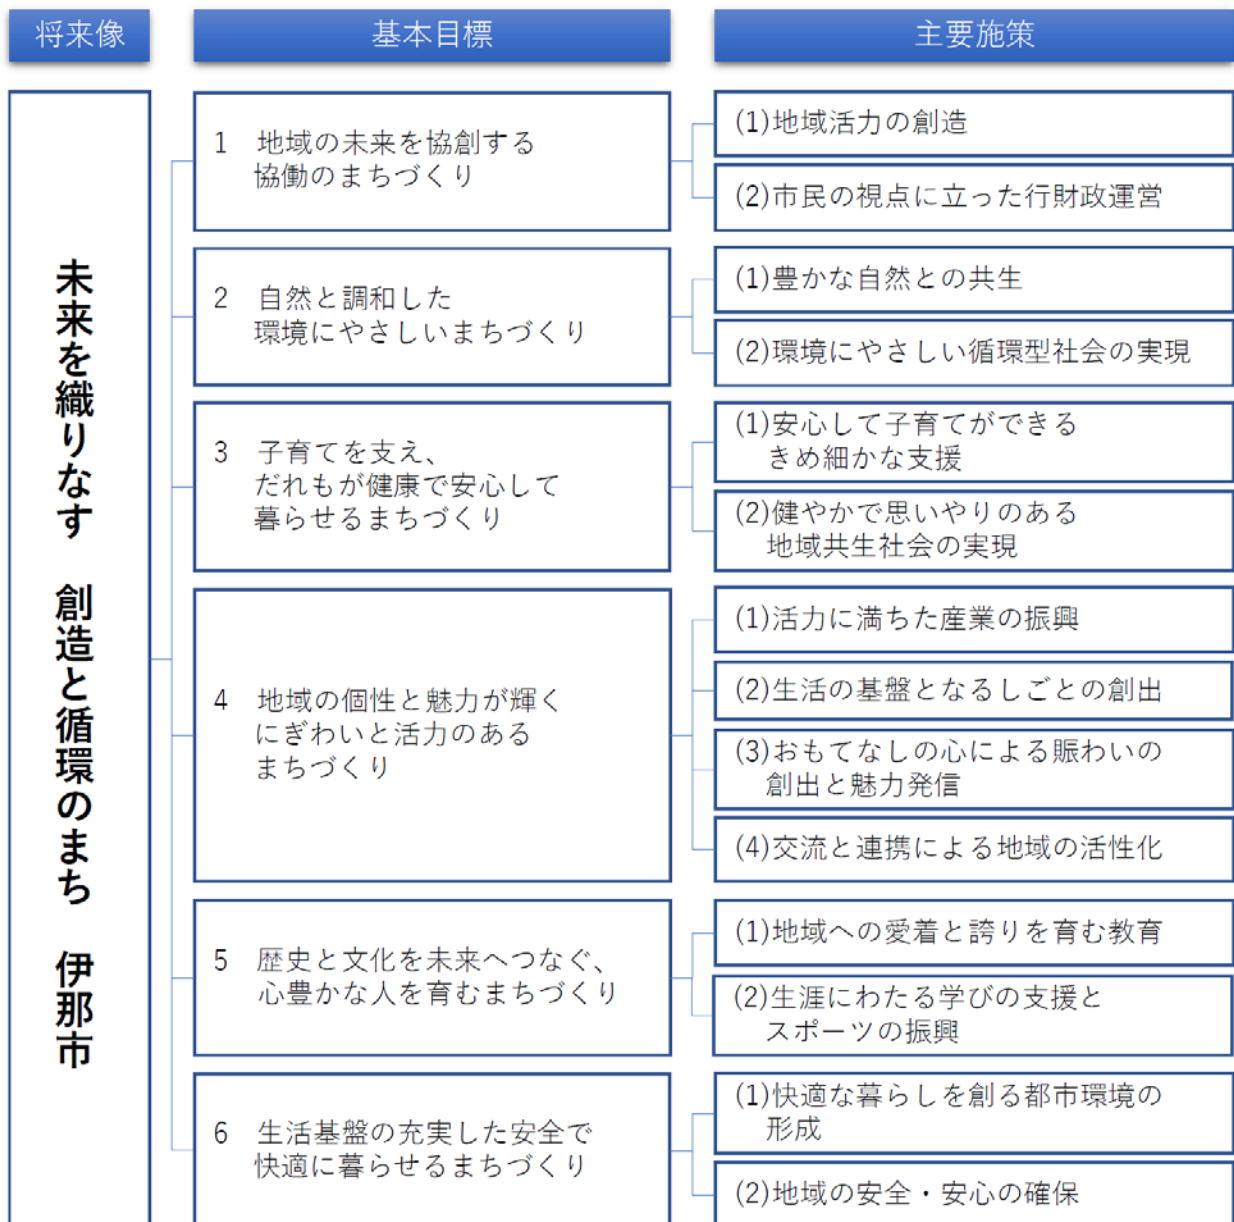 将来像
基本目標
主要施策
未来を織りなす　創造と循環のまち　伊那市
1　地域の未来を協創する
協働のまちづくり
(1)地域活力の創造
(2)市民の視点に立った行財政運営
2　自然と調和した
環境にやさしいまちづくり
(1)豊かな自然との共生
(2)環境にやさしい循環型社会の実現
3　子育てを支え、
だれもが健康で安心して
暮らせるまちづくり
(1)安心して子育てができる
きめ細かな支援
(2)健やかで思いやりのある
地域共生社会の実現
4　地域の個性と魅力が輝く
にぎわいと活力のある
まちづくり
(1)活力に満ちた産業の振興
(2)生活の基盤となるしごとの創出
(3)おもてなしの心による賑わいの
創出と魅力発信
(4)交流と連携による地域の活性化
5　歴史と文化を未来へつなぐ、
心豊かな人を育むまちづくり
(1)地域への愛着と誇りを育む教育
(2)生涯にわたる学びの支援と
スポーツの振興
6　生活基盤の充実した安全で
快適に暮らせるまちづくり
(1)快適な暮らしを創る都市環境の
形成
(2)地域の安全・安心の確保